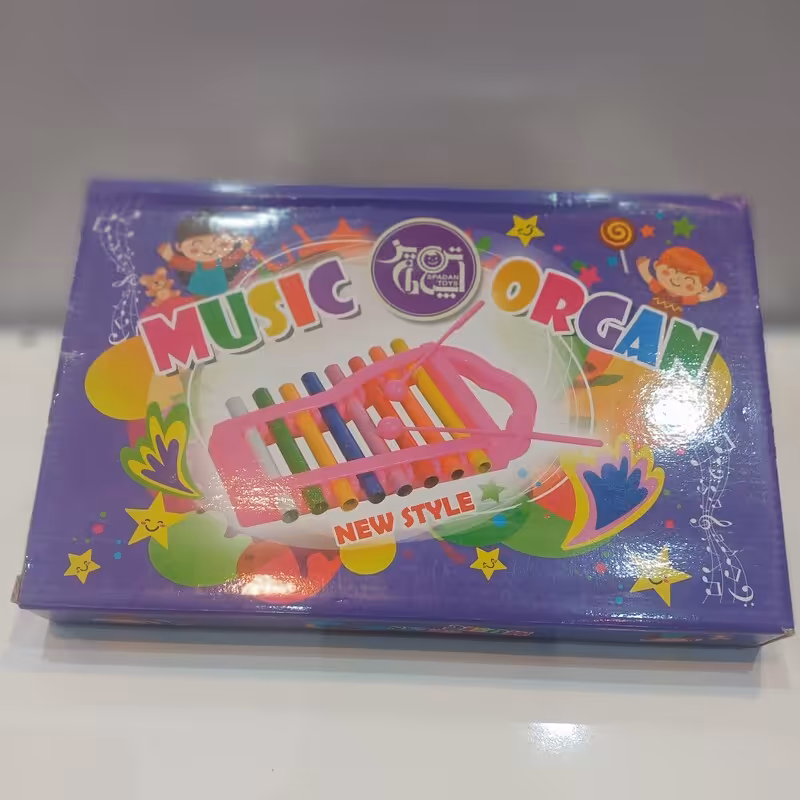 MUSIC ORGAN
SPADAN
TOYS
NEW STYLE